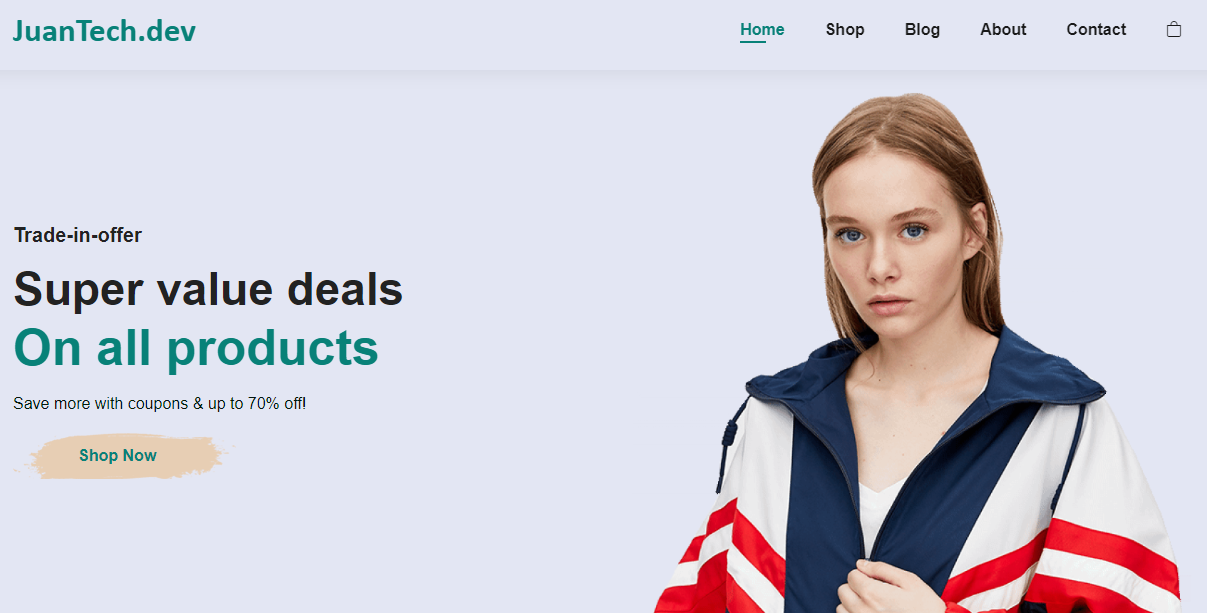 JuanTech.dev
Home Shop Blog About Contact
Trade-in-offer
Super value deals
On all products
Save more with coupons & up to 70% off!
Shop Now